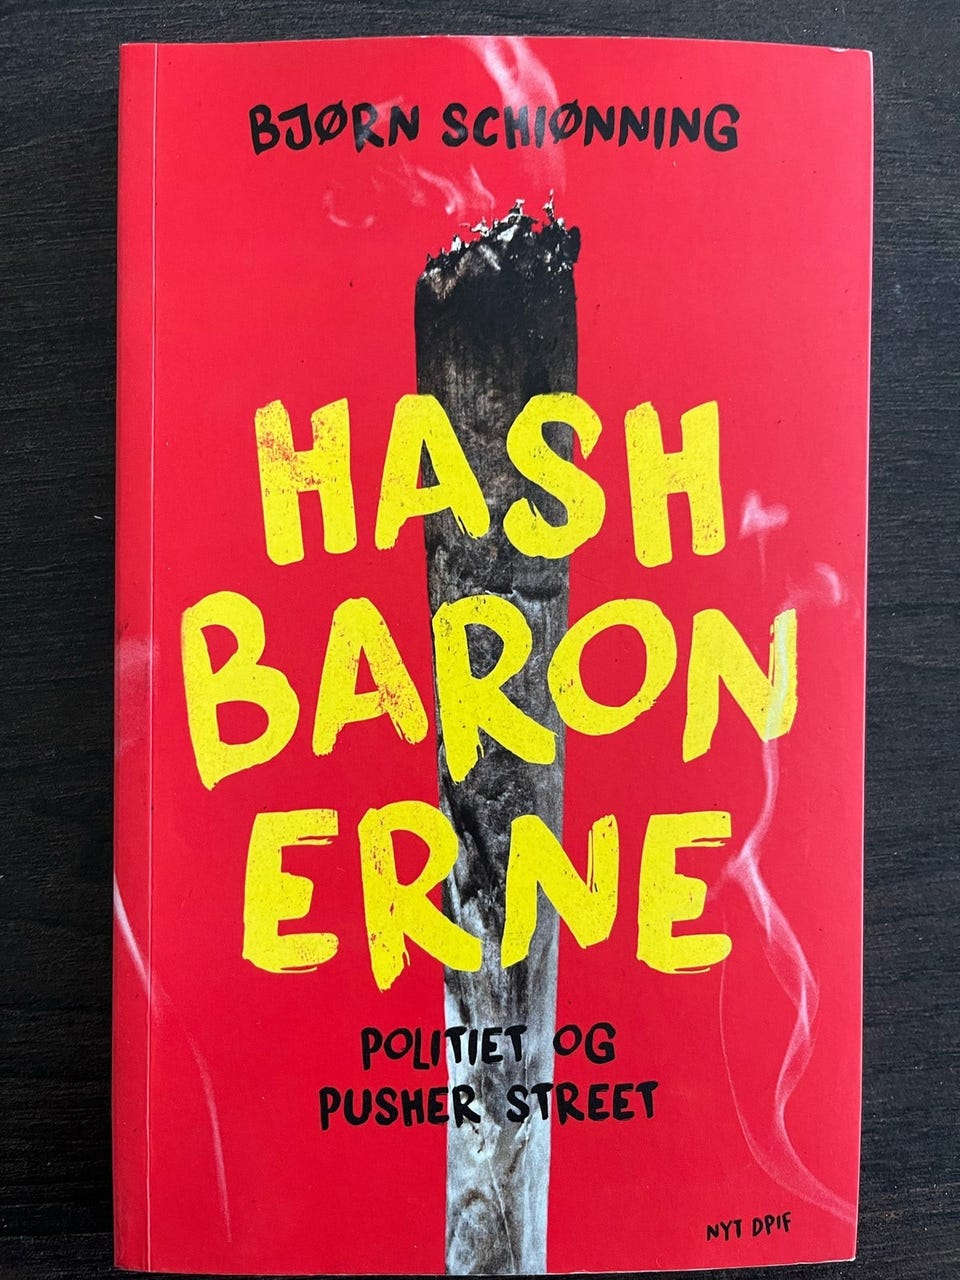 BJØRN SCHIØNNING
HASH
BARON
ERNE
POLITIET OG
PUSHER STREET
NYT DPIF